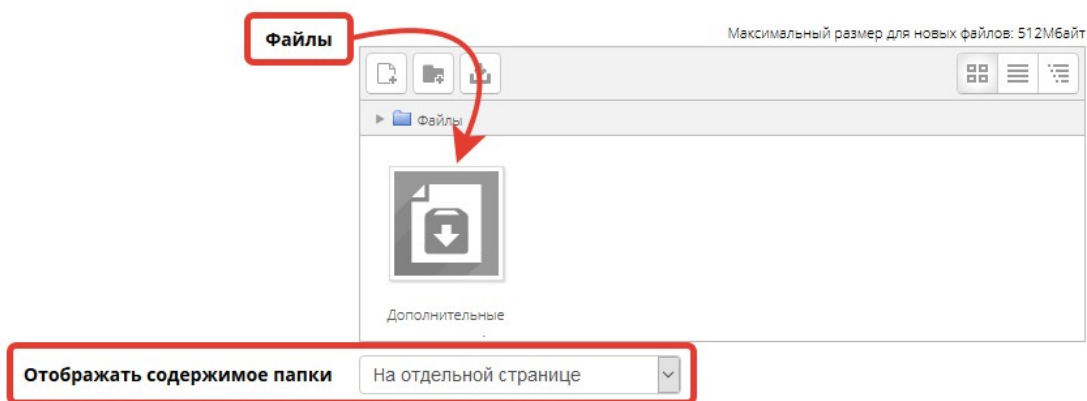 Максимальный размер для новых файлов: 512Мбайт
Файлы
Файлы
Дополнительные
Отображать содержимое папки
На отдельной странице